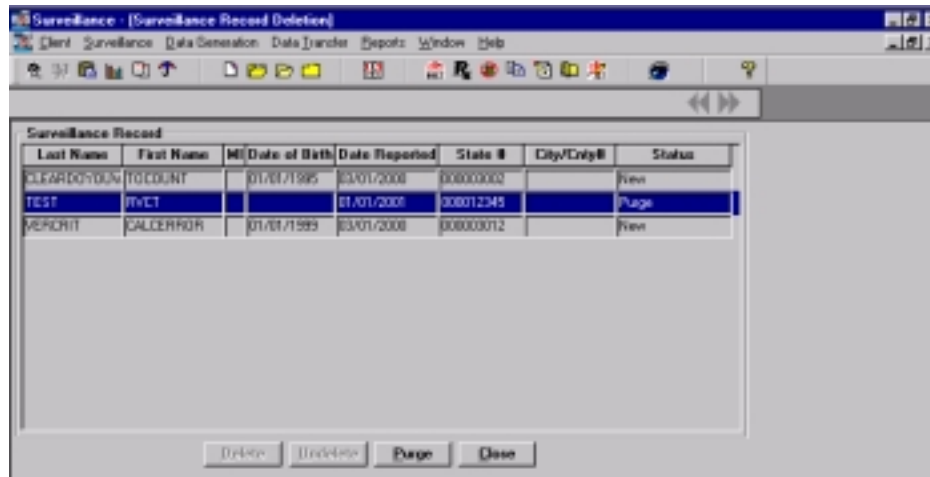 Surveillance - [Surveillance Record Deletion]
Client Surveillance Data Generation Data Transfer Reports Window Help
Surveillance Record
Last Name First Name MI Date of Birth Date Reported State # City/Cnty# Status
TOCOUNT 01/01/1985 03/01/2000 000003002 New
TEST RVCT 01/01/2001 000012345 Purge
VERCRIT CALCERROR 01/01/1999 03/01/2000 000003012 New
Delete Undelete Purge Close